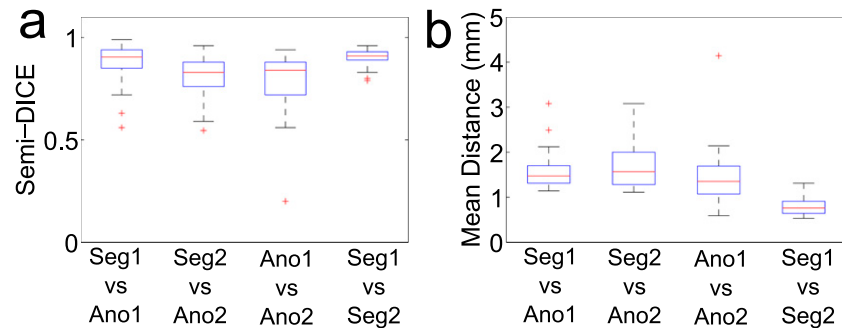 a
Semi-DICE
1
0.5
0
Seg1 vs Ano1
Seg2 vs Ano2
Ano1 vs Ano2
Seg1 vs Seg2
b
Mean Distance (mm)
5
4
3
2
1
0
Seg1 vs Ano1
Seg2 vs Ano2
Ano1 vs Ano2
Seg1 vs Seg2